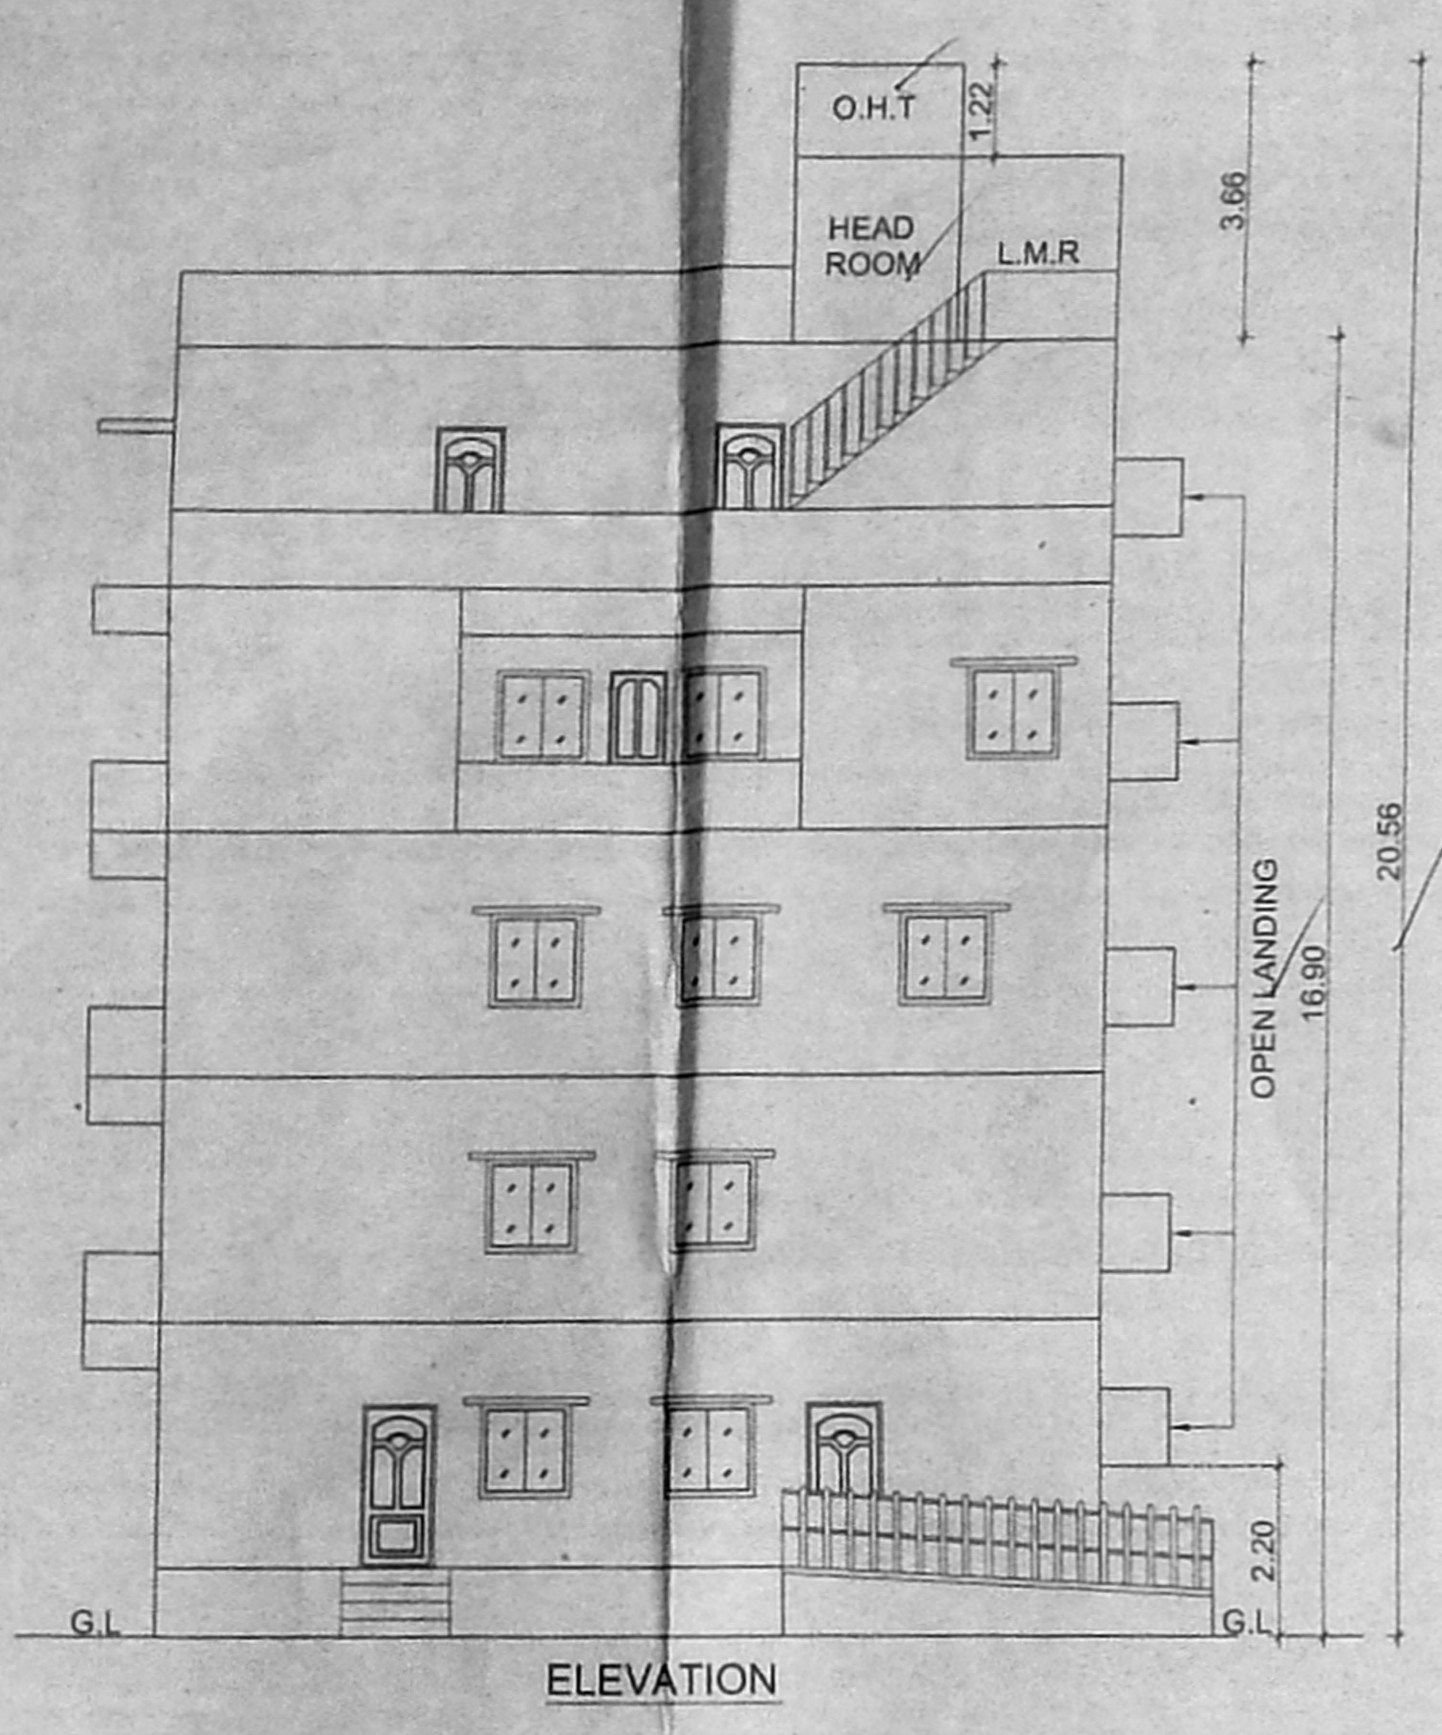 O.H.T
1.22
3.66
HEAD
ROOM
L.M.R
20.56
OPEN LANDING
16.90
2.20
G.L
G.L
ELEVATION